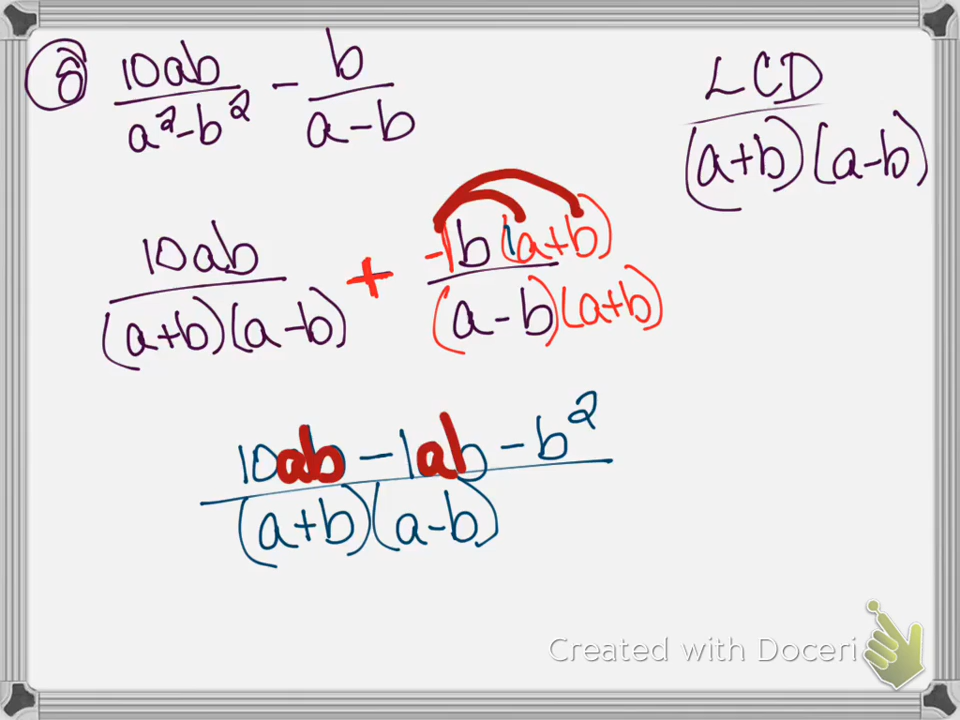 ⑧ 10ab/(a²-b²) - b/(a-b)
LCD
(a+b)(a-b)
10ab/((a+b)(a-b)) + -1b(a+b)/((a-b)(a+b))
(10ab - 1ab - b²)/((a+b)(a-b))
Created with Doceri